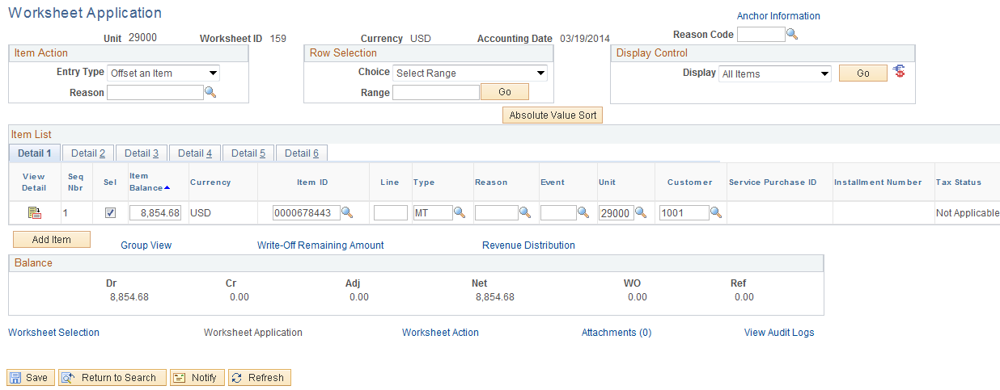 Worksheet Application
Anchor Information
Unit 29000 Worksheet ID 159 Currency USD Accounting Date 03/19/2014 Reason Code
Item Action
Entry Type Offset an Item
Reason
Row Selection
Choice Select Range
Range Go
Display Control
Display All Items Go
Absolute Value Sort
Item List
Detail 1 Detail 2 Detail 3 Detail 4 Detail 5 Detail 6
View Detail Seq Nbr Sel Item Balance Currency Item ID Line Type Reason Event Unit Customer Service Purchase ID Installment Number Tax Status
1 8,854.68 USD 0000678443 MT 29000 1001 Not Applicable
Add Item Group View Write-Off Remaining Amount Revenue Distribution
Balance
Dr Cr Adj Net WO Ref
8,854.68 0.00 0.00 8,854.68 0.00 0.00
Worksheet Selection Worksheet Application Worksheet Action Attachments (0) View Audit Logs
Save Return to Search Notify Refresh